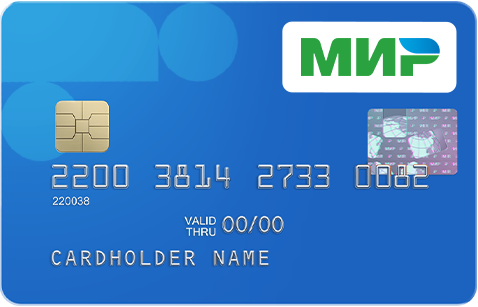 МИР
2200 3814 2733 0082
220038
VALID
THRU 00/00
CARDHOLDER NAME